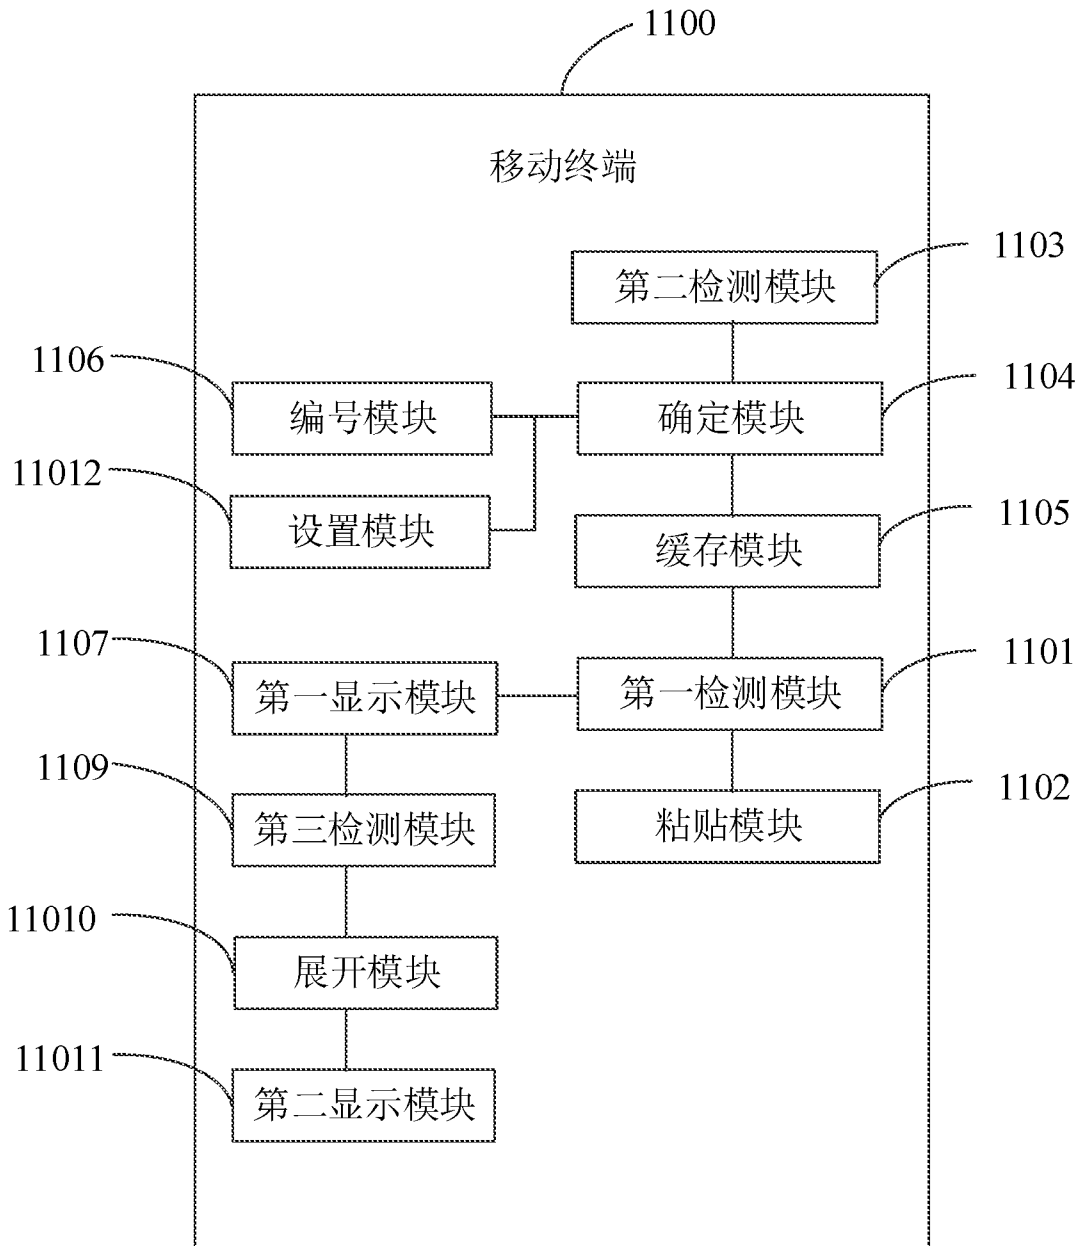 1100
移动终端
1103
第二检测模块
1106
编号模块
1104
确定模块
11012
设置模块
1105
缓存模块
1107
第一显示模块
1101
第一检测模块
1109
第三检测模块
1102
粘贴模块
11010
展开模块
11011
第二显示模块